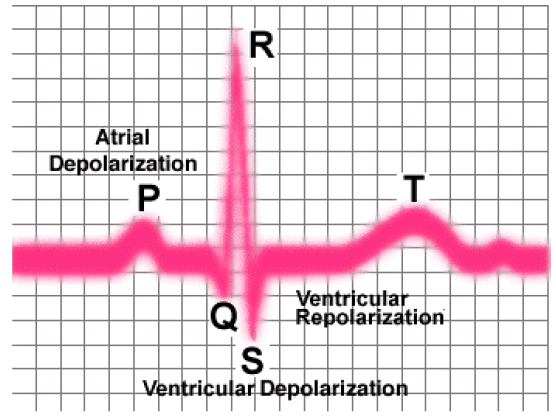 R
Atrial
Depolarization
P
T
Q
Ventricular
Repolarization
S
Ventricular Depolarization